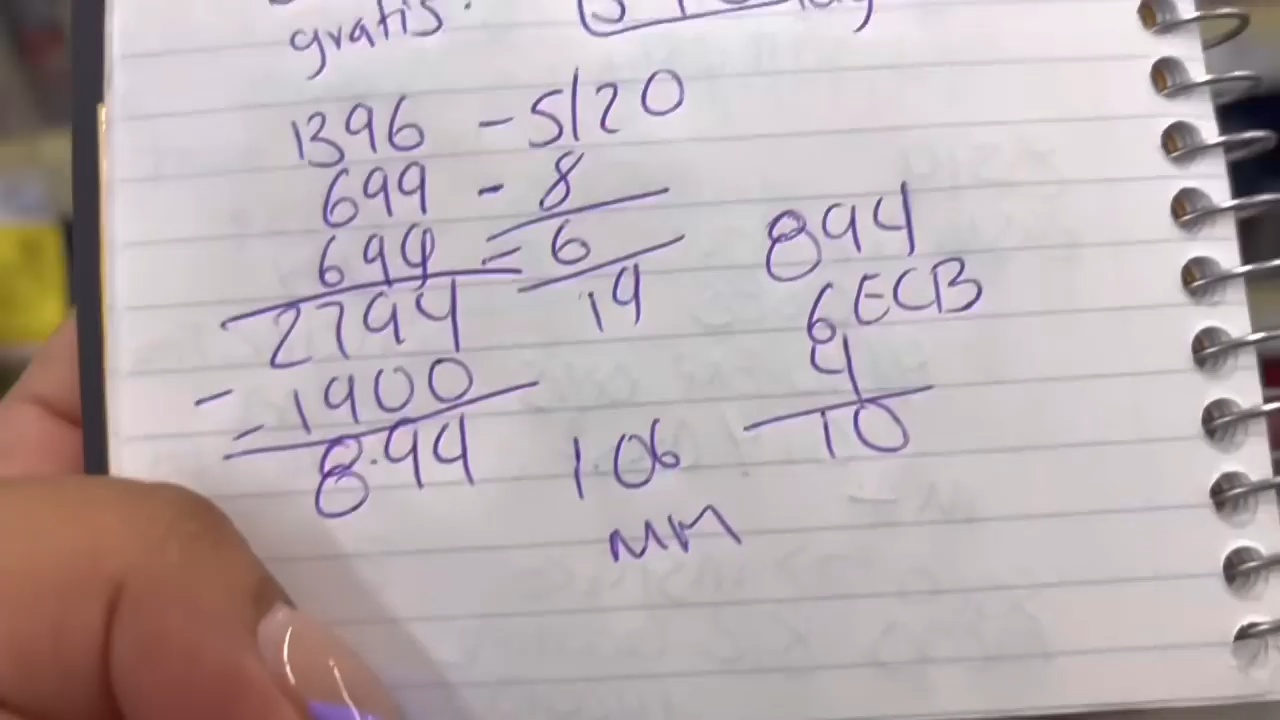 gratis.
1396 - 5/20
699 - 8
699 = 6
2794 14
- 1900
= 8.94
1.06
MM
894
6 ECB
4
10